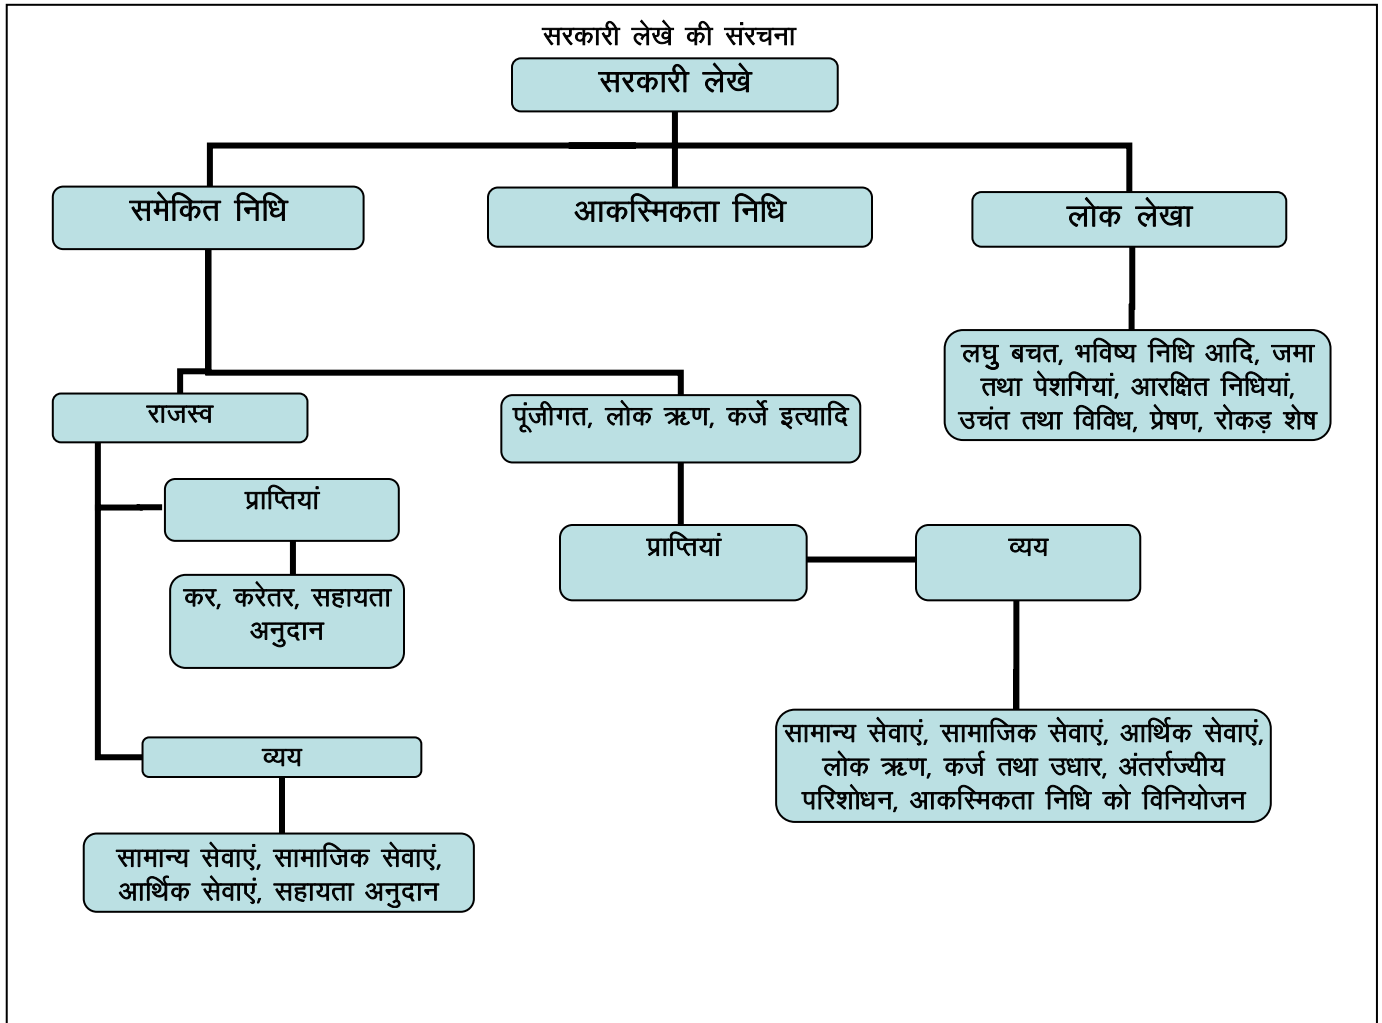 सरकारी लेखे की संरचना
सरकारी लेखे
समेकित निधि
आकस्मिकता निधि
लोक लेखा
लघु बचत, भविष्य निधि आदि, जमा
तथा पेशगियां, आरक्षित निधियां,
उचंत तथा विविध, प्रेषण, रोकड़ शेष
राजस्व
पूंजीगत, लोक ऋण, कर्जे इत्यादि
प्राप्तियां
कर, करेतर, सहायता
अनुदान
प्राप्तियां
व्यय
व्यय
सामान्य सेवाएं, सामाजिक सेवाएं,
आर्थिक सेवाएं, सहायता अनुदान
सामान्य सेवाएं, सामाजिक सेवाएं, आर्थिक सेवाएं,
लोक ऋण, कर्ज तथा उधार, अंतर्राज्यीय
परिशोधन, आकस्मिकता निधि को विनियोजन